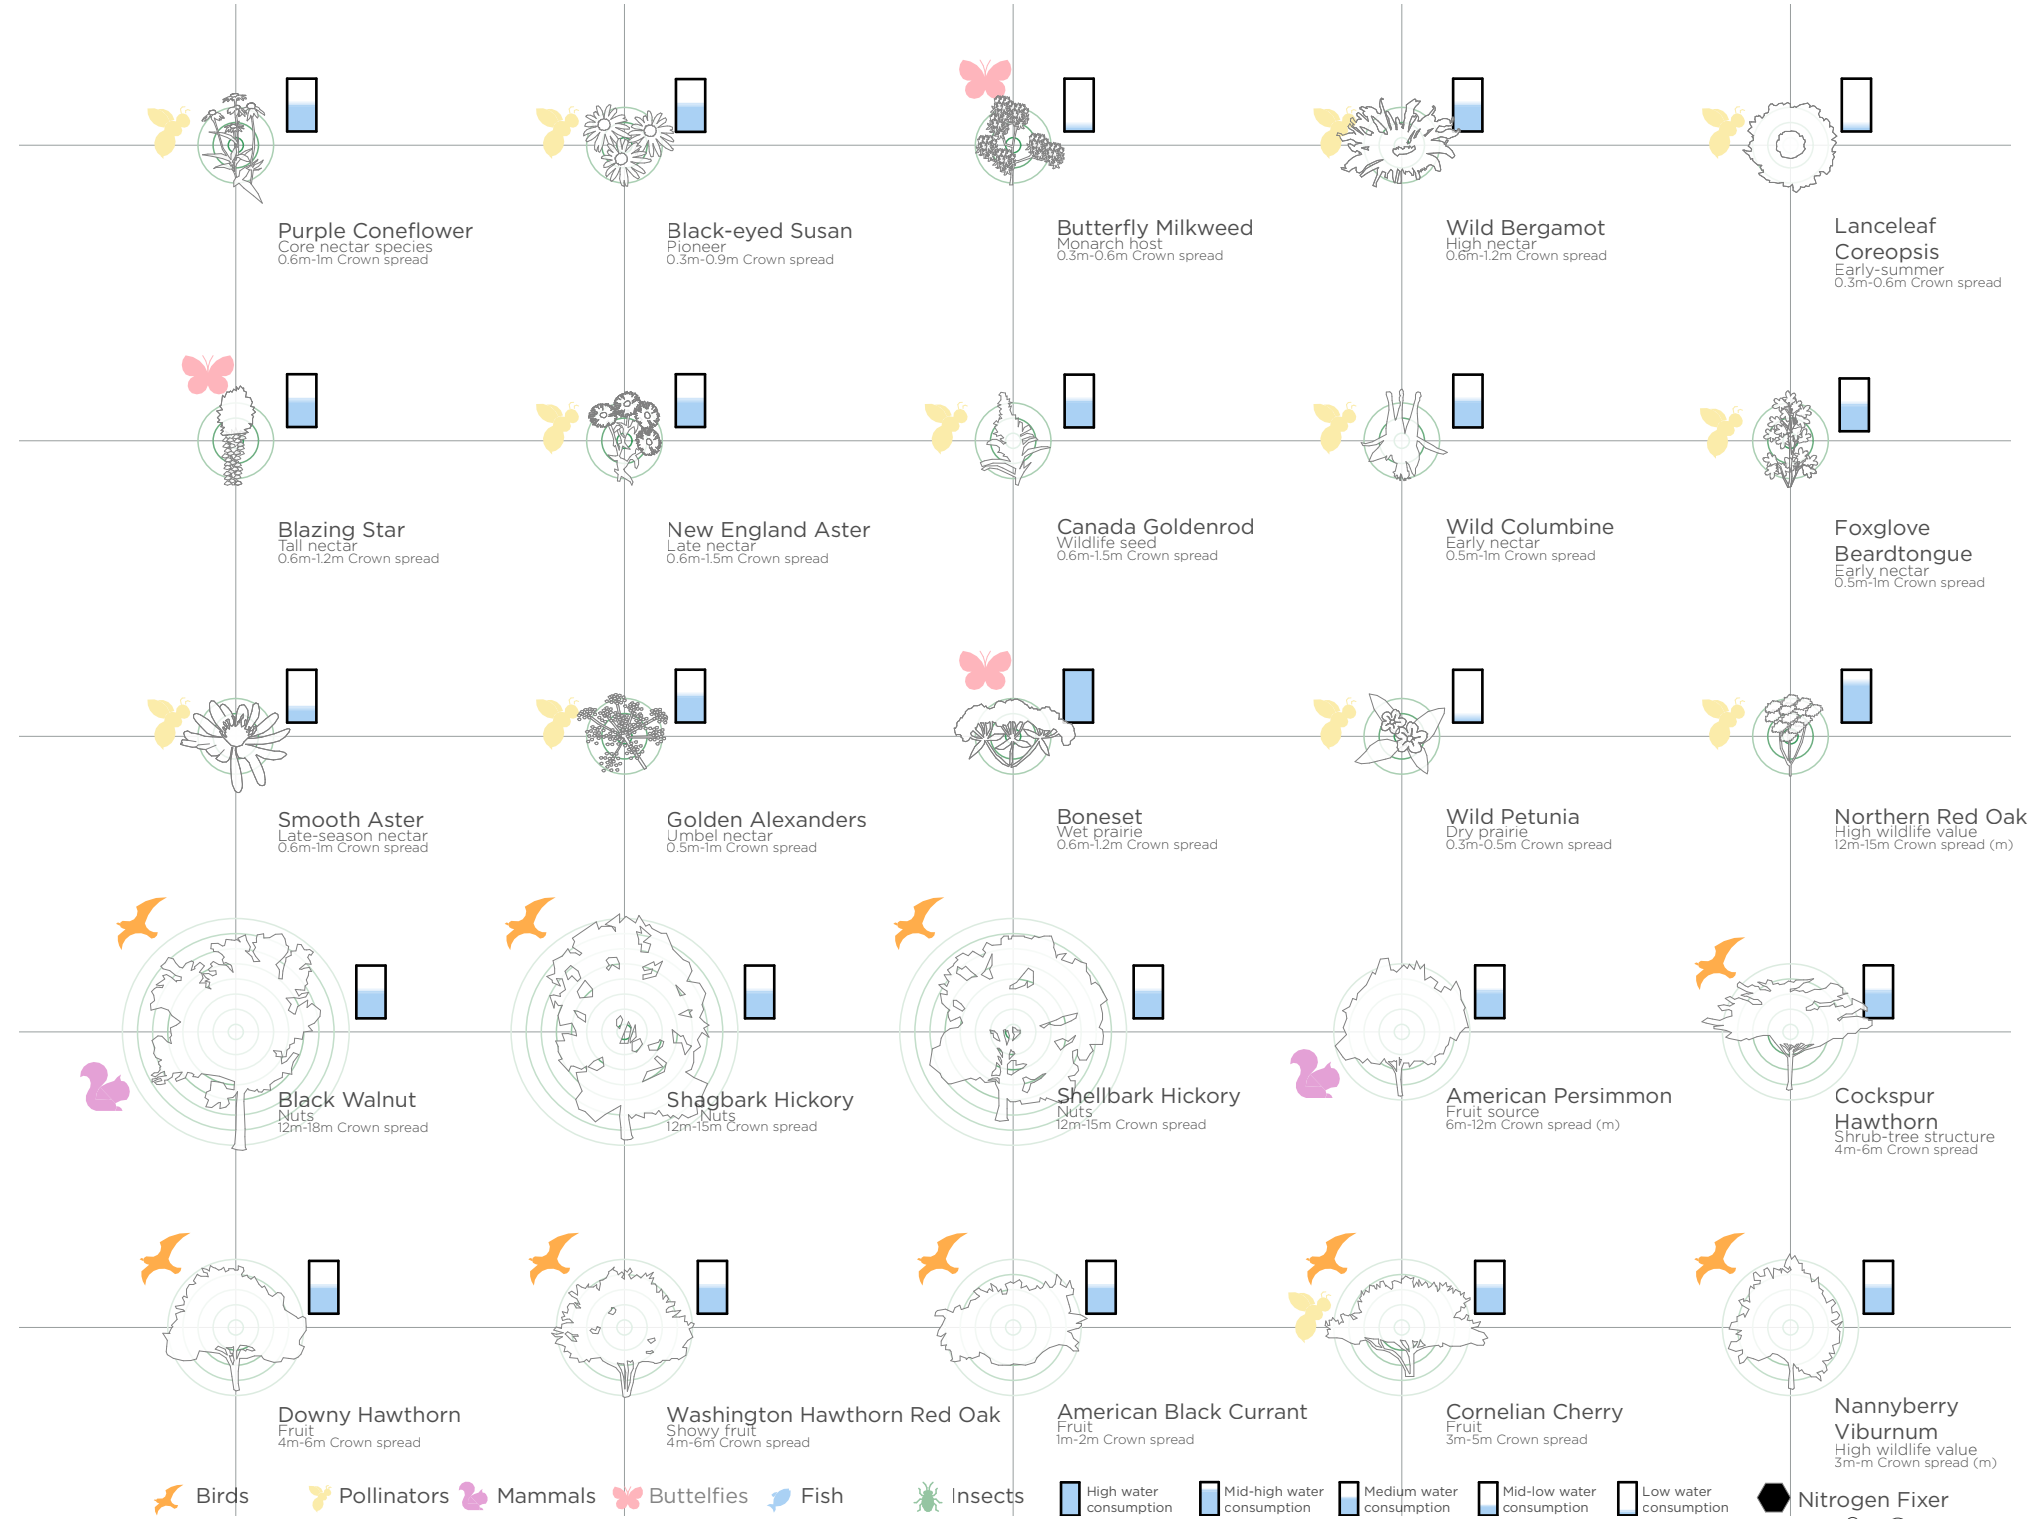 Purple Coneflower
Core nectar species
0.6m-1m Crown spread
Black-eyed Susan
Pioneer
0.3m-0.9m Crown spread
Butterfly Milkweed
Monarch host
0.3m-0.6m Crown spread
Wild Bergamot
High nectar
0.6m-1.2m Crown spread
Lanceleaf
Coreopsis
Early-summer
0.3m-0.6m Crown spread
Blazing Star
Tall nectar
0.6m-1.2m Crown spread
New England Aster
Late nectar
0.6m-1.5m Crown spread
Canada Goldenrod
Wildlife seed
0.6m-1.5m Crown spread
Wild Columbine
Early nectar
0.5m-1m Crown spread
Foxglove
Beardtongue
Early nectar
0.5m-1m Crown spread
Smooth Aster
Late-season nectar
0.6m-1m Crown spread
Golden Alexanders
Umbel nectar
0.5m-1m Crown spread
Boneset
Wet prairie
0.6m-1.2m Crown spread
Wild Petunia
Dry prairie
0.3m-0.5m Crown spread
Northern Red Oak
High wildlife value
12m-15m Crown spread (m)
Black Walnut
Nuts
12m-18m Crown spread
Shagbark Hickory
Nuts
12m-15m Crown spread
Shellbark Hickory
Nuts
12m-15m Crown spread
American Persimmon
Fruit source
6m-12m Crown spread (m)
Cockspur
Hawthorn
Shrub-tree structure
4m-6m Crown spread
Downy Hawthorn
Fruit
4m-6m Crown spread
Washington Hawthorn Red Oak
Showy fruit
4m-6m Crown spread
American Black Currant
Fruit
1m-2m Crown spread
Cornelian Cherry
Fruit
3m-5m Crown spread
Nannyberry
Viburnum
High wildlife value
3m-m Crown spread (m)
Birds
Pollinators
Mammals
Buttelfies
Fish
Insects
High water
consumption
Mid-high water
consumption
Medium water
consumption
Mid-low water
consumption
Low water
consumption
Nitrogen Fixer